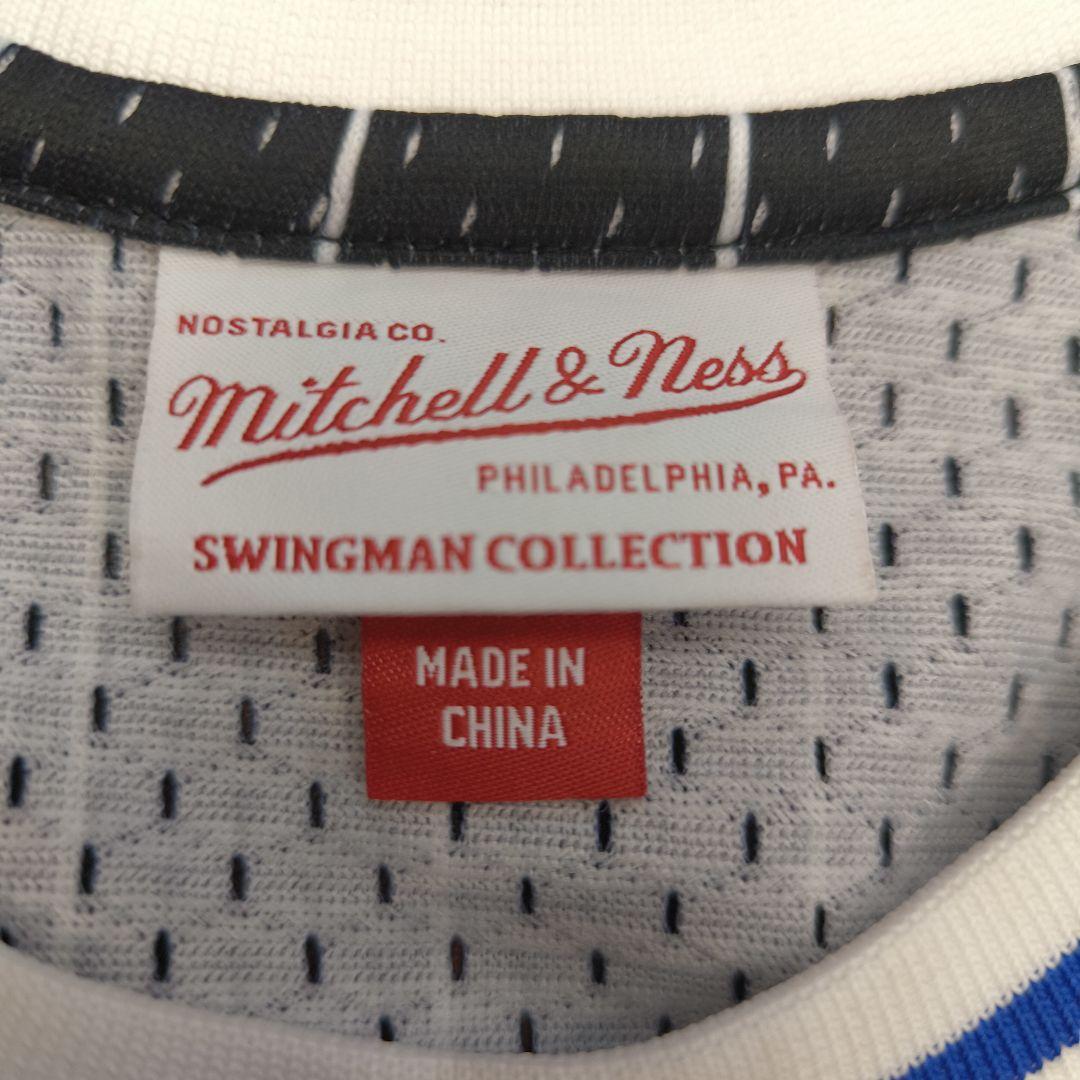 NOSTALGIA CO.
Mitchell & Ness
PHILADELPHIA, PA.
SWINGMAN COLLECTION
MADE IN
CHINA